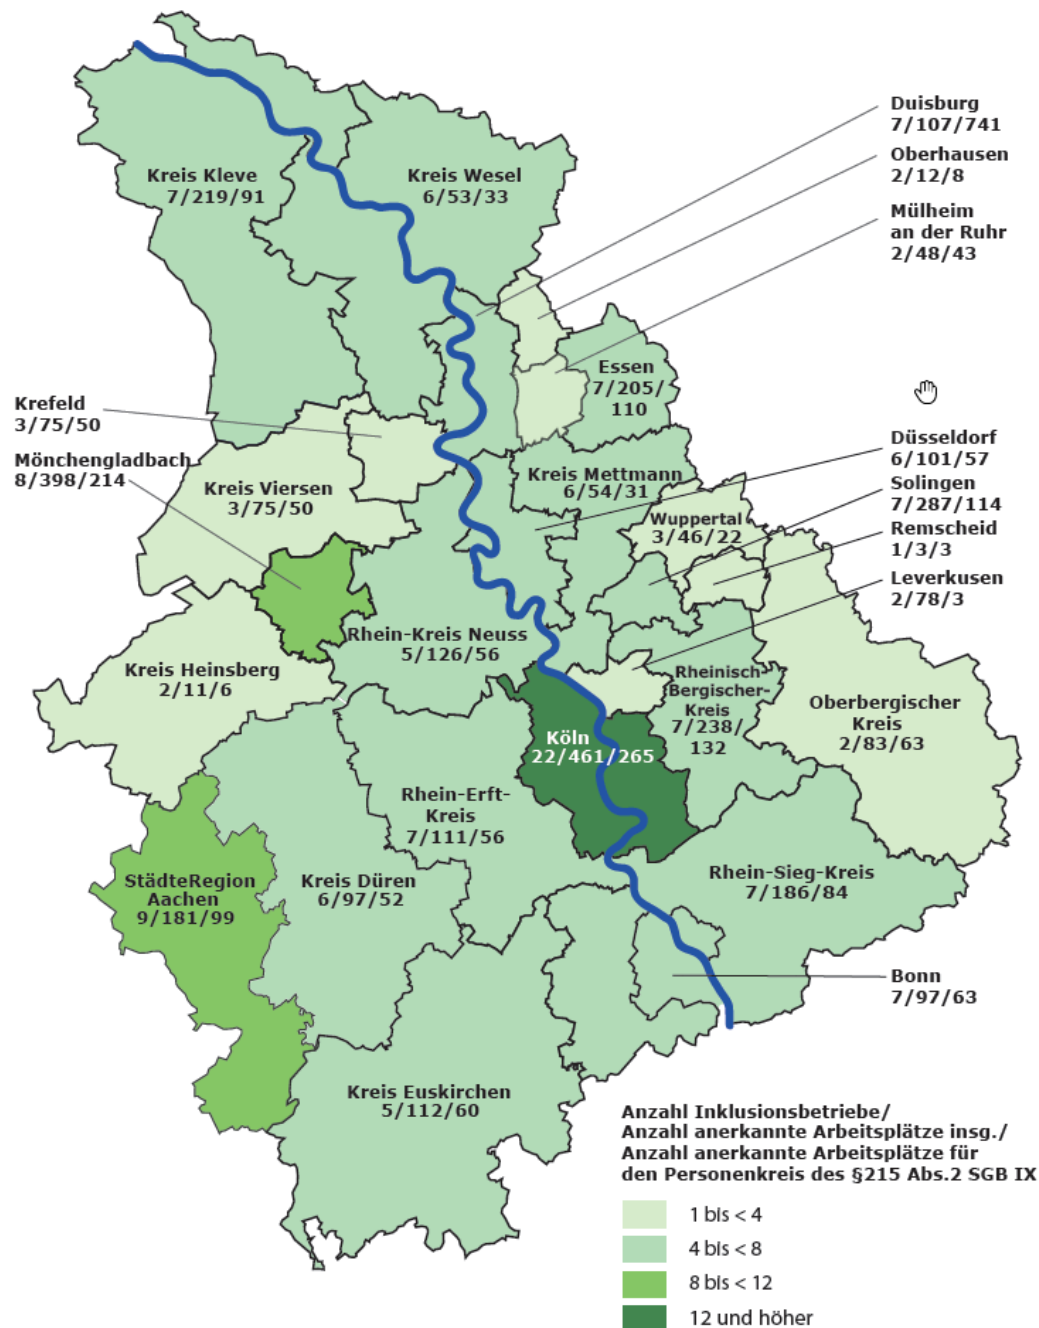 Duisburg
7/107/741
Oberhausen
2/12/8
Mülheim
an der Ruhr
2/48/43
Kreis Kleve
7/219/91
Kreis Wesel
6/53/33
Essen
7/205/
110
Krefeld
3/75/50
Mönchengladbach
8/398/214
Kreis Viersen
3/75/50
Kreis Mettmann
6/54/31
Düsseldorf
6/101/57
Solingen
7/287/114
Wuppertal
3/46/22
Remscheid
1/3/3
Leverkusen
2/78/3
Rhein-Kreis Neuss
5/126/56
Kreis Heinsberg
2/11/6
Rheinisch-
Bergischer-
Kreis
7/238/
132
Oberbergischer
Kreis
2/83/63
Köln
22/461/265
Rhein-Erft-
Kreis
7/111/56
StädteRegion
Aachen
9/181/99
Kreis Düren
6/97/52
Rhein-Sieg-Kreis
7/186/84
Bonn
7/97/63
Kreis Euskirchen
5/112/60
Anzahl Inklusionsbetriebe/
Anzahl anerkannte Arbeitsplätze insg./
Anzahl anerkannte Arbeitsplätze für
den Personenkreis des §215 Abs.2 SGB IX
1 bis < 4
4 bis < 8
8 bis < 12
12 und höher